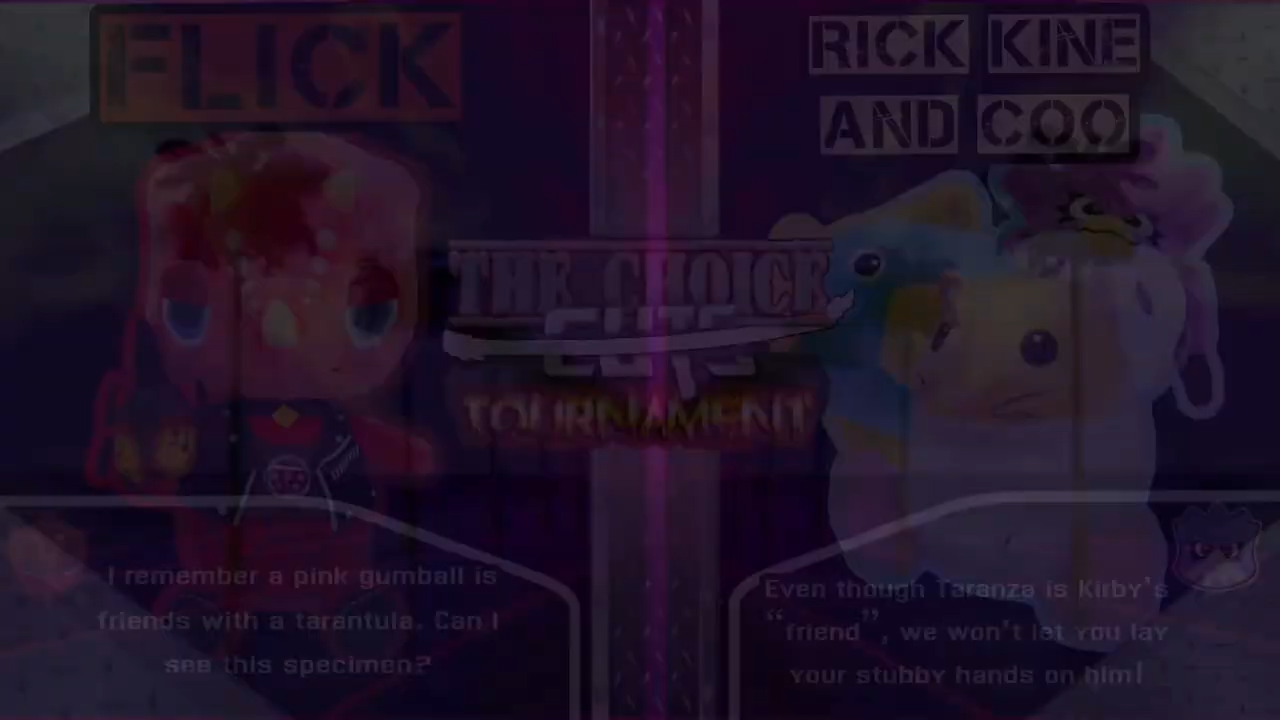 FLICK
RICK KINE
AND COO
THE CHOICE
CUTS
TOURNAMENT
I remember a pink gumball is
friends with a tarantula. Can I
see this specimen?
Even though Taranza is Kirby's
“friend”, we won't let you lay
your stubby hands on him!